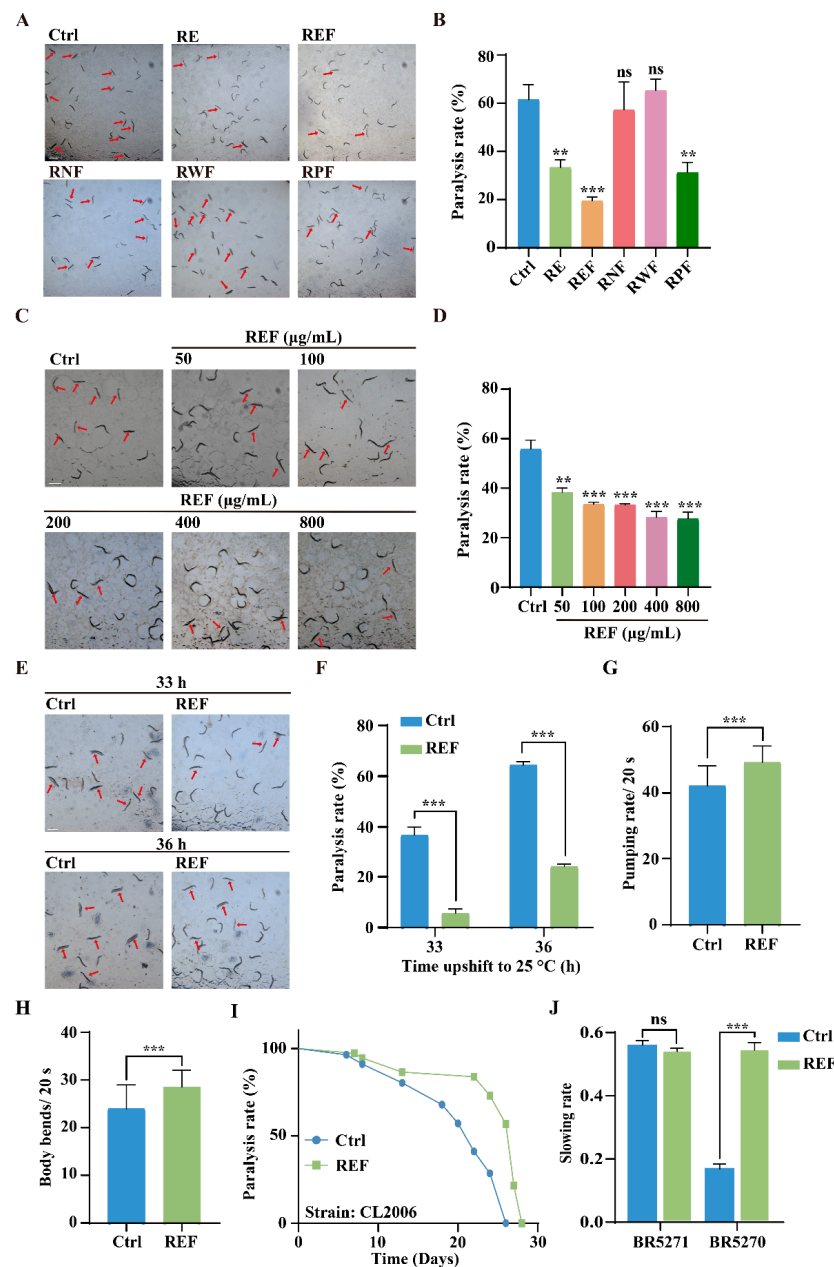 A
Ctrl
RE
REF
RNF
RWF
RPF
B
Paralysis rate (%)
80
60
40
20
0
**
***
ns
ns
**
Ctrl
RE
REF
RNF
RWF
RPF
C
REF (μg/mL)
Ctrl
50
100
REF (μg/mL)
200
400
800
D
Paralysis rate (%)
80
60
40
20
0
**
***
***
***
***
Ctrl
50
100
200
400
800
REF (μg/mL)
E
33 h
Ctrl
REF
36 h
Ctrl
REF
F
Ctrl
REF
Paralysis rate (%)
80
60
40
20
0
***
***
33
36
Time upshift to 25 °C (h)
G
Pumping rate/ 20 s
60
40
20
0
***
Ctrl
REF
H
Body bends/ 20 s
40
30
20
10
0
***
Ctrl
REF
I
Paralysis rate (%)
100
50
0
Ctrl
REF
Strain: CL2006
0
10
20
30
Time (Days)
J
Slowing rate
0.6
0.4
0.2
0.0
ns
***
Ctrl
REF
BR5271
BR5270